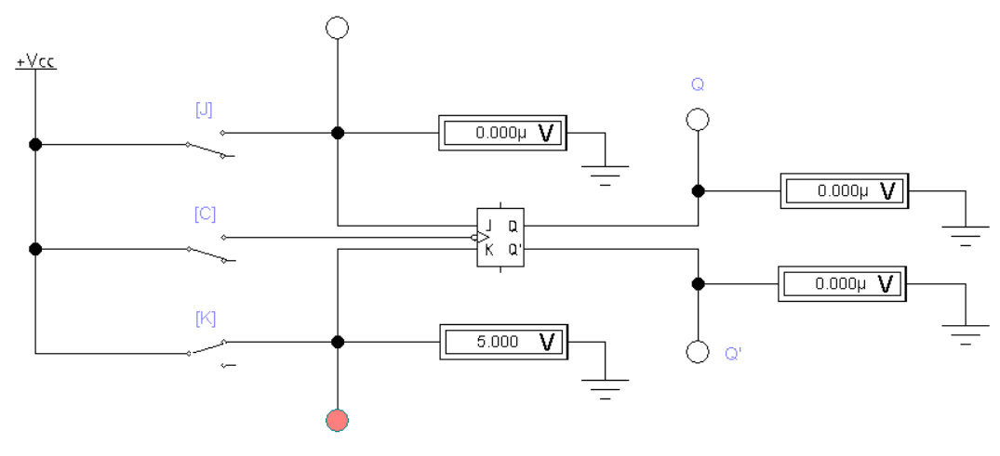 +Vcc
[J]
0.000µ V
Q
0.000µ V
[C]
J Q
K Q'
0.000µ V
[K]
5.000 V
Q'